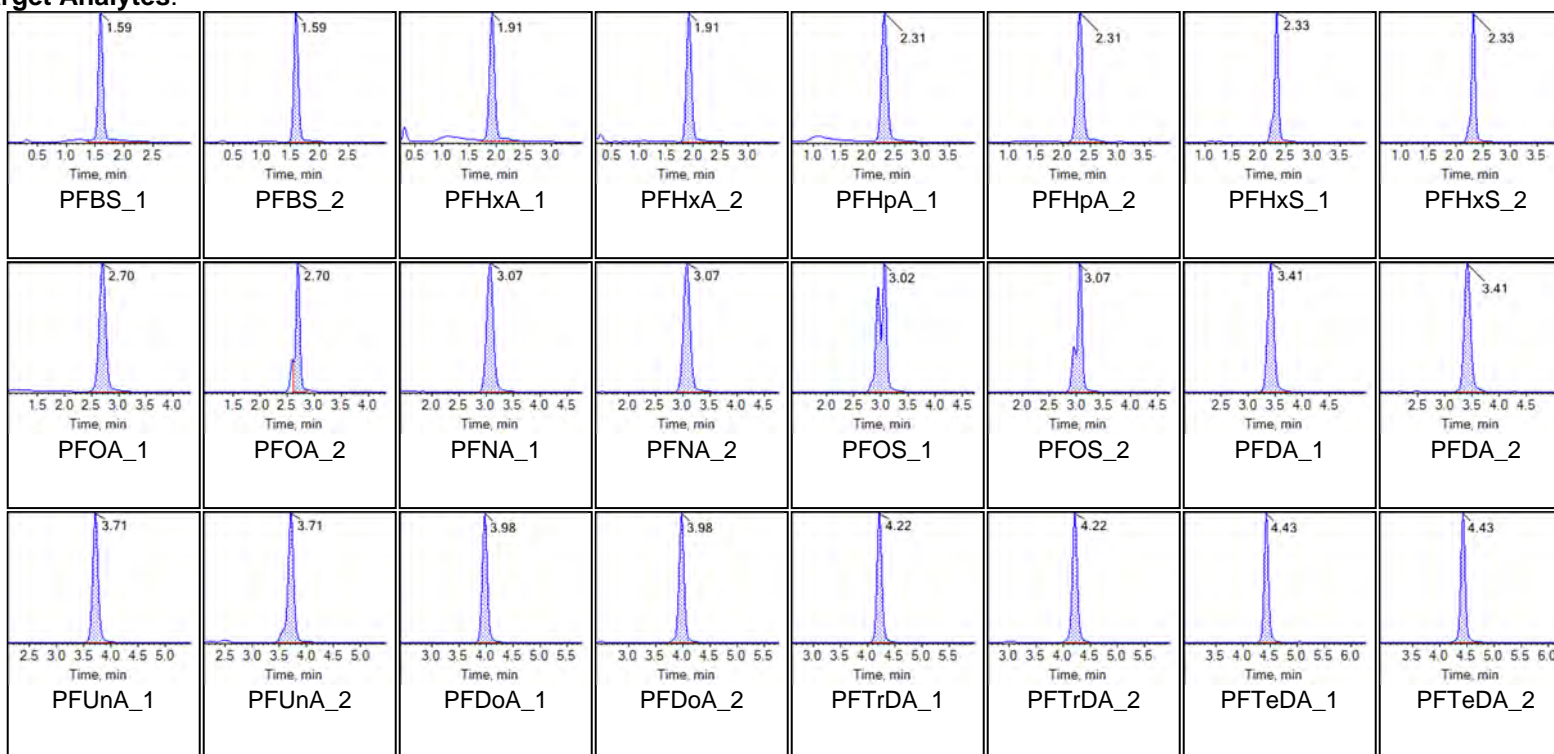 rget Analytes:
1.59 1.59 1.91 1.91 2.31 2.31 2.33 2.33
0.5 1.0 1.5 2.0 2.5 0.5 1.0 1.5 2.0 2.5 0.5 1.0 1.5 2.0 2.5 3.0 0.5 1.0 1.5 2.0 2.5 3.0 1.0 1.5 2.0 2.5 3.0 3.5 1.0 1.5 2.0 2.5 3.0 3.5 1.0 1.5 2.0 2.5 3.0 3.5 1.0 1.5 2.0 2.5 3.0 3.5
Time, min Time, min Time, min Time, min Time, min Time, min Time, min Time, min
PFBS_1 PFBS_2 PFHxA_1 PFHxA_2 PFHpA_1 PFHpA_2 PFHxS_1 PFHxS_2
2.70 2.70 3.07 3.07 3.02 3.07 3.41 3.41
1.5 2.0 2.5 3.0 3.5 4.0 1.5 2.0 2.5 3.0 3.5 4.0 2.0 2.5 3.0 3.5 4.0 4.5 2.0 2.5 3.0 3.5 4.0 4.5 2.0 2.5 3.0 3.5 4.0 4.5 2.0 2.5 3.0 3.5 4.0 4.5 2.5 3.0 3.5 4.0 4.5 2.5 3.0 3.5 4.0 4.5
Time, min Time, min Time, min Time, min Time, min Time, min Time, min Time, min
PFOA_1 PFOA_2 PFNA_1 PFNA_2 PFOS_1 PFOS_2 PFDA_1 PFDA_2
3.71 3.71 3.98 3.98 4.22 4.22 4.43 4.43
2.5 3.0 3.5 4.0 4.5 5.0 2.5 3.0 3.5 4.0 4.5 5.0 3.0 3.5 4.0 4.5 5.0 5.5 3.0 3.5 4.0 4.5 5.0 5.5 3.0 3.5 4.0 4.5 5.0 5.5 3.0 3.5 4.0 4.5 5.0 5.5 3.5 4.0 4.5 5.0 5.5 6.0 3.5 4.0 4.5 5.0 5.5 6.0
Time, min Time, min Time, min Time, min Time, min Time, min Time, min Time, min
PFUnA_1 PFUnA_2 PFDoA_1 PFDoA_2 PFTrDA_1 PFTrDA_2 PFTeDA_1 PFTeDA_2